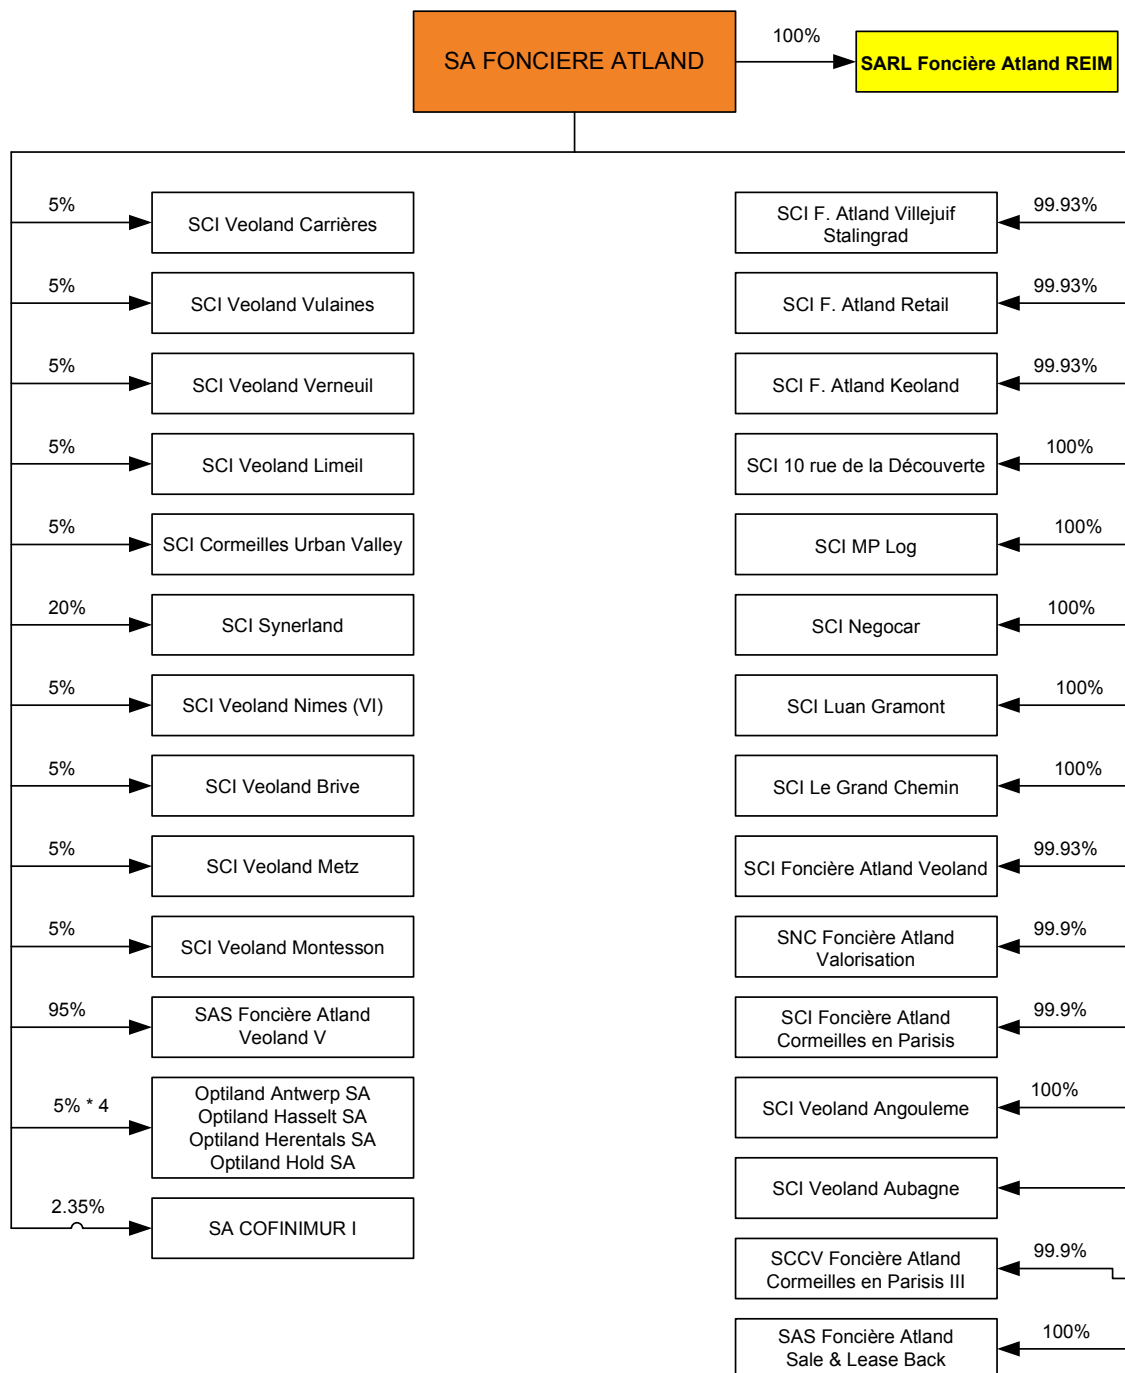 SA FONCIERE ATLAND
100%
SARL Foncière Atland REIM
5%
SCI Veoland Carrières
5%
SCI Veoland Vulaines
5%
SCI Veoland Verneuil
5%
SCI Veoland Limeil
5%
SCI Cormeilles Urban Valley
20%
SCI Synerland
5%
SCI Veoland Nimes (VI)
5%
SCI Veoland Brive
5%
SCI Veoland Metz
5%
SCI Veoland Montesson
95%
SAS Foncière Atland
Veoland V
5% * 4
Optiland Antwerp SA
Optiland Hasselt SA
Optiland Herentals SA
Optiland Hold SA
2.35%
SA COFINIMUR I
SCI F. Atland Villejuif
Stalingrad
99.93%
SCI F. Atland Retail
99.93%
SCI F. Atland Keoland
99.93%
SCI 10 rue de la Découverte
100%
SCI MP Log
100%
SCI Negocar
100%
SCI Luan Gramont
100%
SCI Le Grand Chemin
100%
SCI Foncière Atland Veoland
99.93%
SNC Foncière Atland
Valorisation
99.9%
SCI Foncière Atland
Cormeilles en Parisis
99.9%
SCI Veoland Angouleme
100%
SCI Veoland Aubagne
SCCV Foncière Atland
Cormeilles en Parisis III
99.9%
SAS Foncière Atland
Sale & Lease Back
100%